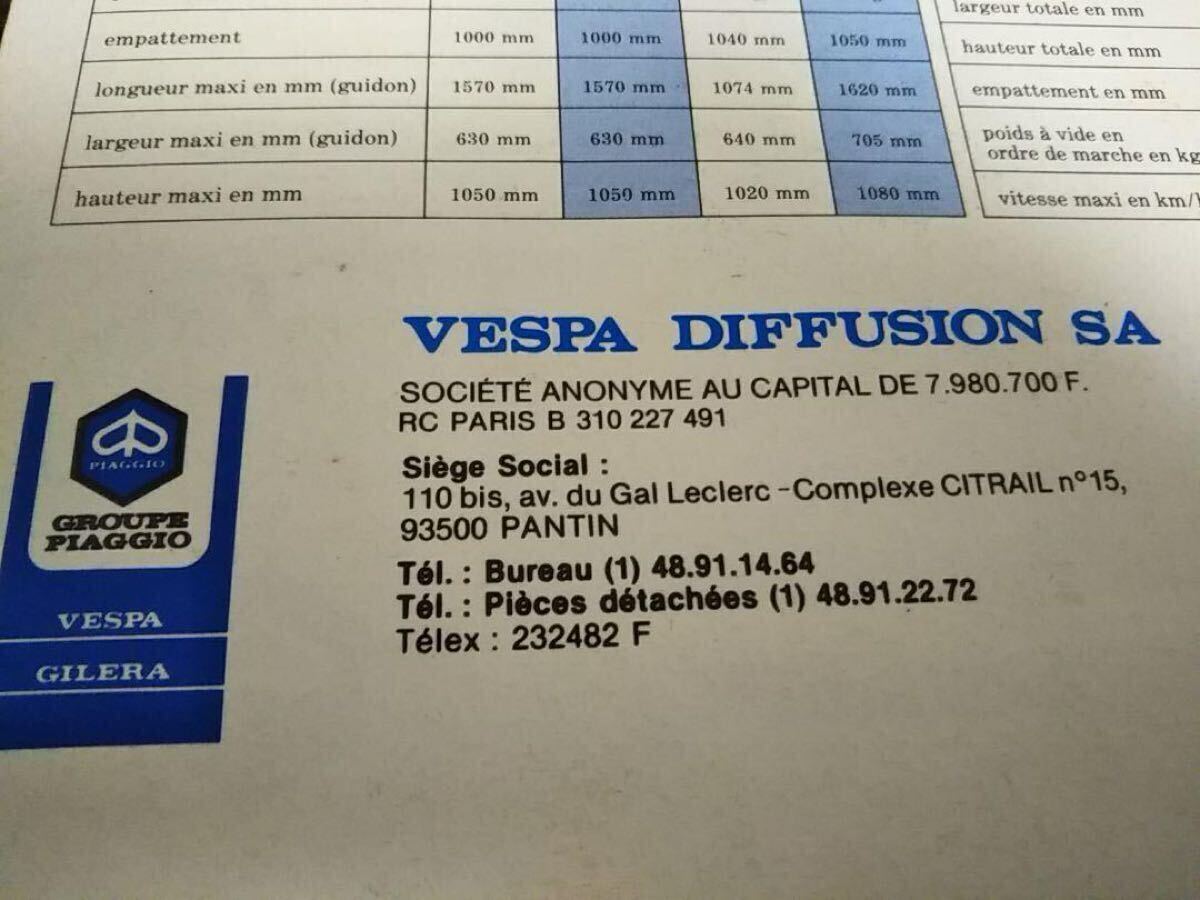 empattement 1000 mm 1000 mm 1040 mm 1050 mm
longueur maxi en mm (guidon) 1570 mm 1570 mm 1074 mm 1620 mm
largeur maxi en mm (guidon) 630 mm 630 mm 640 mm 705 mm
hauteur maxi en mm 1050 mm 1050 mm 1020 mm 1080 mm
largeur totale en mm
hauteur totale en mm
empattement en mm
poids à vide en
ordre de marche en kg
vitesse maxi en km/
VESPA DIFFUSION SA
SOCIÉTÉ ANONYME AU CAPITAL DE 7.980.700 F.
RC PARIS B 310 227 491
Siège Social :
110 bis, av. du Gal Leclerc - Complexe CITRAIL n°15,
93500 PANTIN
Tél. : Bureau (1) 48.91.14.64
Tél. : Pièces détachées (1) 48.91.22.72
Télex : 232482 F
PIAGGIO
GROUPE
PIAGGIO
VESPA
GILERA